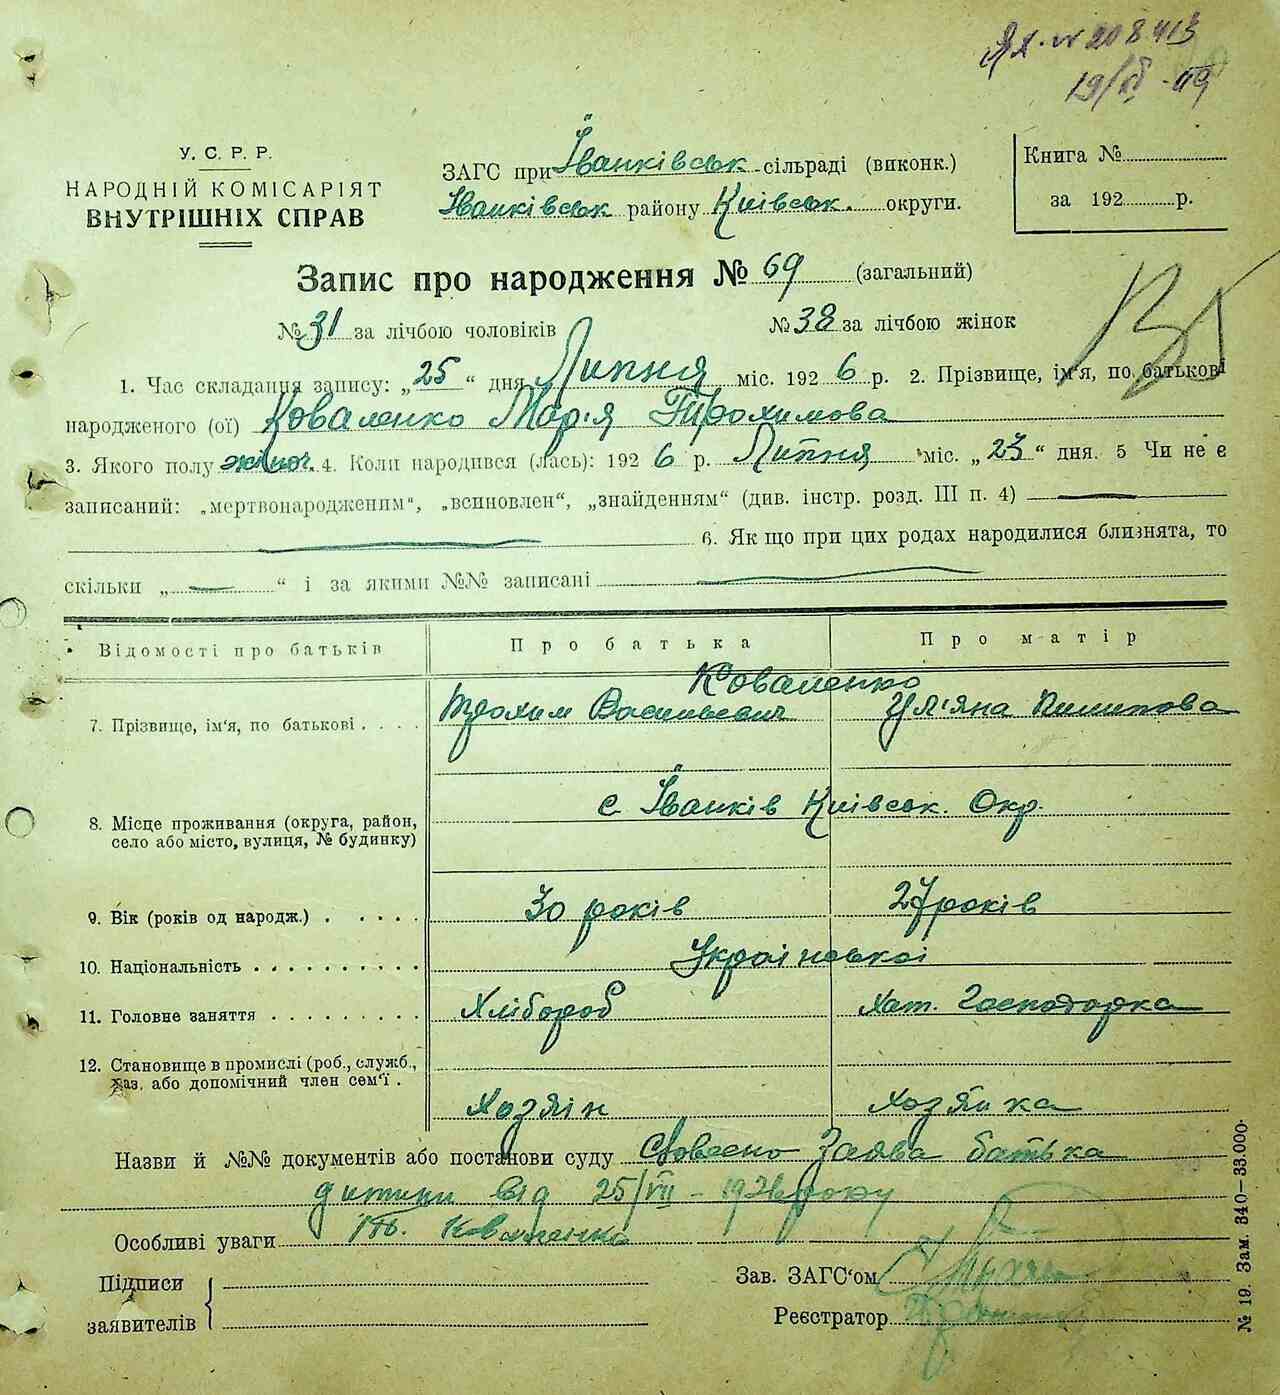 ЯХ № 208413
19/XI-49
У. С. Р. Р.
НАРОДНІЙ КОМІСАРІЯТ
ВНУТРІШНІХ СПРАВ
ЗАГС при Іванківськ сільраді (виконк.)
Іванківськ району Київськ. округи.
Книга №
за 192 р.
Запис про народження № 69 (загальний)
№ 31 за лічбою чоловіків № 38 за лічбою жінок
1. Час складання запису: „25“ дня Липня міс. 1926 р. 2. Прізвище, ім'я, по батькові
народженого (ої) Коваленко Марія Трохимова
3. Якого полу жіноч. 4. Коли народився (лась): 1926 р. Липня міс. „23“ дня. 5 Чи не є
записаний: „мертвонародженим“, „всиновлен“, „знайденням“ (див. інстр. розд. III п. 4)
6. Як що при цих родах народилися близнята, то
скільки „ — “ і за якими №№ записані
Відомості про батьків Про батька Про матір
Коваленко
7. Прізвище, ім'я, по батькові . . . . Трохим Васильевич Ул'яна Пилипова
8. Місце проживання (округа, район, с. Іванків Київськ. Окр.
село або місто, вулиця, № будинку)
9. Вік (років од народж.) . . . . . 30 років 27 років
10. Національність . . . . . . . . . . Української
11. Головне заняття . . . . . . . . . Хлібороб Хат. Господорка
12. Становище в промислі (роб., служб.,
хаз. або допомічний член сем'ї .
Хозяін Хозяйка
Назви й №№ документів або постанови суду Словесно Заява батька
дитини від 25/VII - 1926 року
Особливі уваги Тр. Коваленко
Підписи
заявителів
Зав. ЗАГС'ом
Реєстратор
№ 19. Зам. 340—33.000.